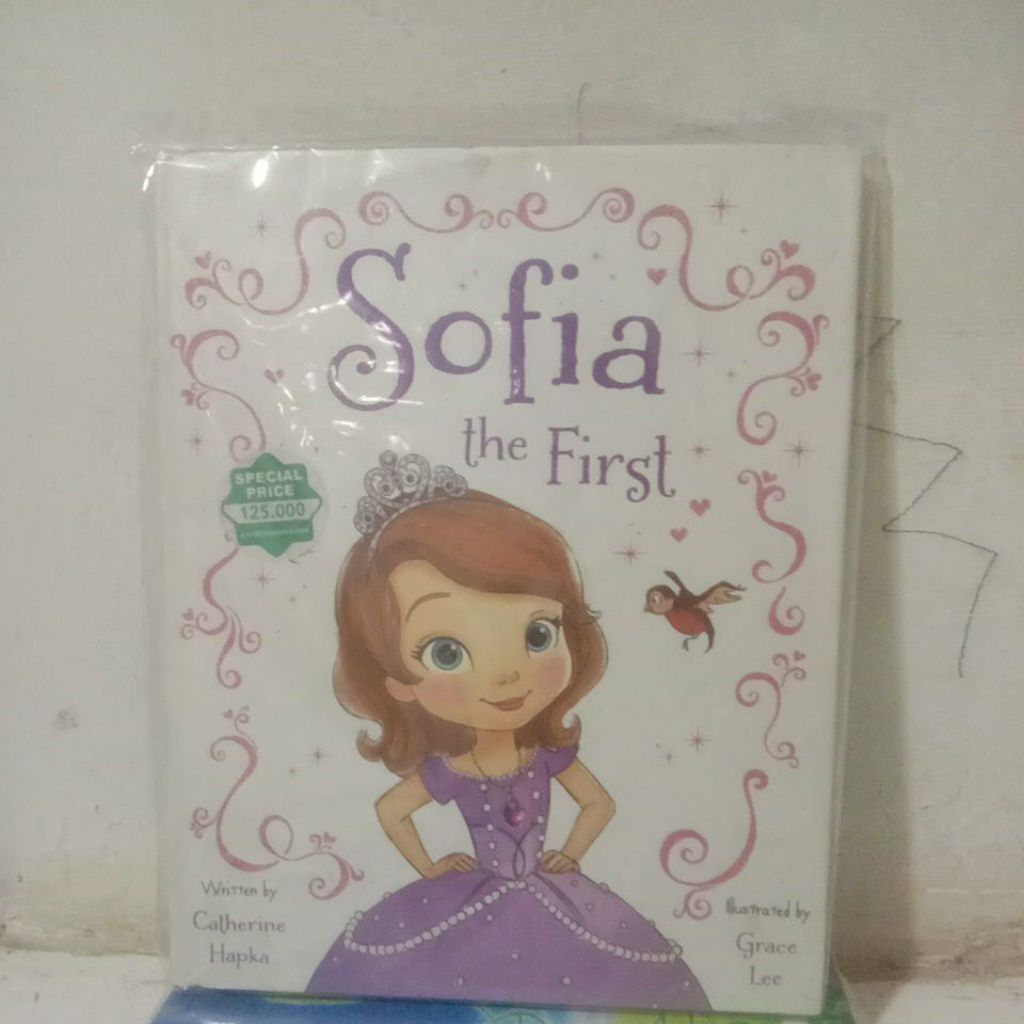 Sofia
the First
SPECIAL
PRICE
125.000
Written by
Catherine
Hapka
Illustrated by
Grace
Lee